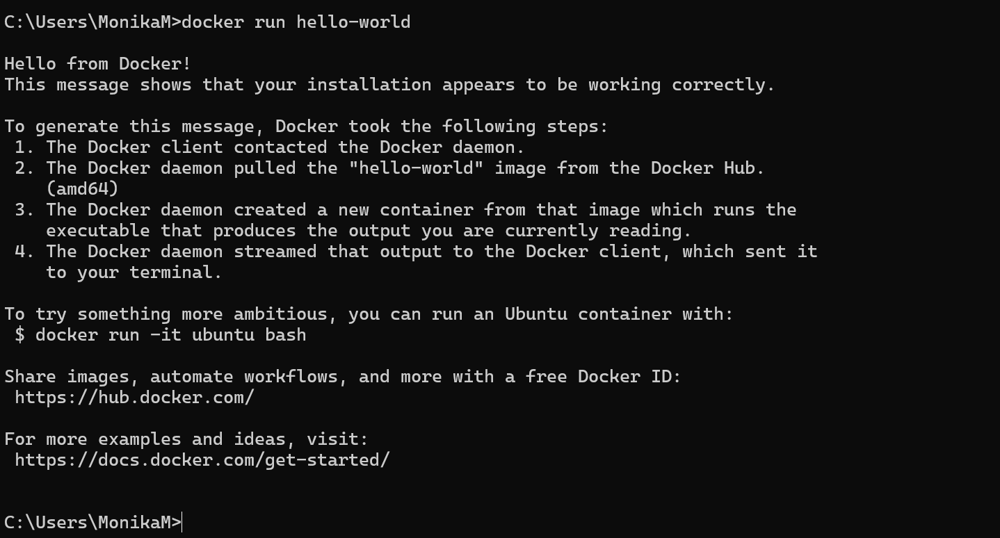 C:\Users\MonikaM>docker run hello-world
Hello from Docker!
This message shows that your installation appears to be working correctly.
To generate this message, Docker took the following steps:
1. The Docker client contacted the Docker daemon.
2. The Docker daemon pulled the "hello-world" image from the Docker Hub.
(amd64)
3. The Docker daemon created a new container from that image which runs the
executable that produces the output you are currently reading.
4. The Docker daemon streamed that output to the Docker client, which sent it
to your terminal.
To try something more ambitious, you can run an Ubuntu container with:
$ docker run -it ubuntu bash
Share images, automate workflows, and more with a free Docker ID:
https://hub.docker.com/
For more examples and ideas, visit:
https://docs.docker.com/get-started/
C:\Users\MonikaM>